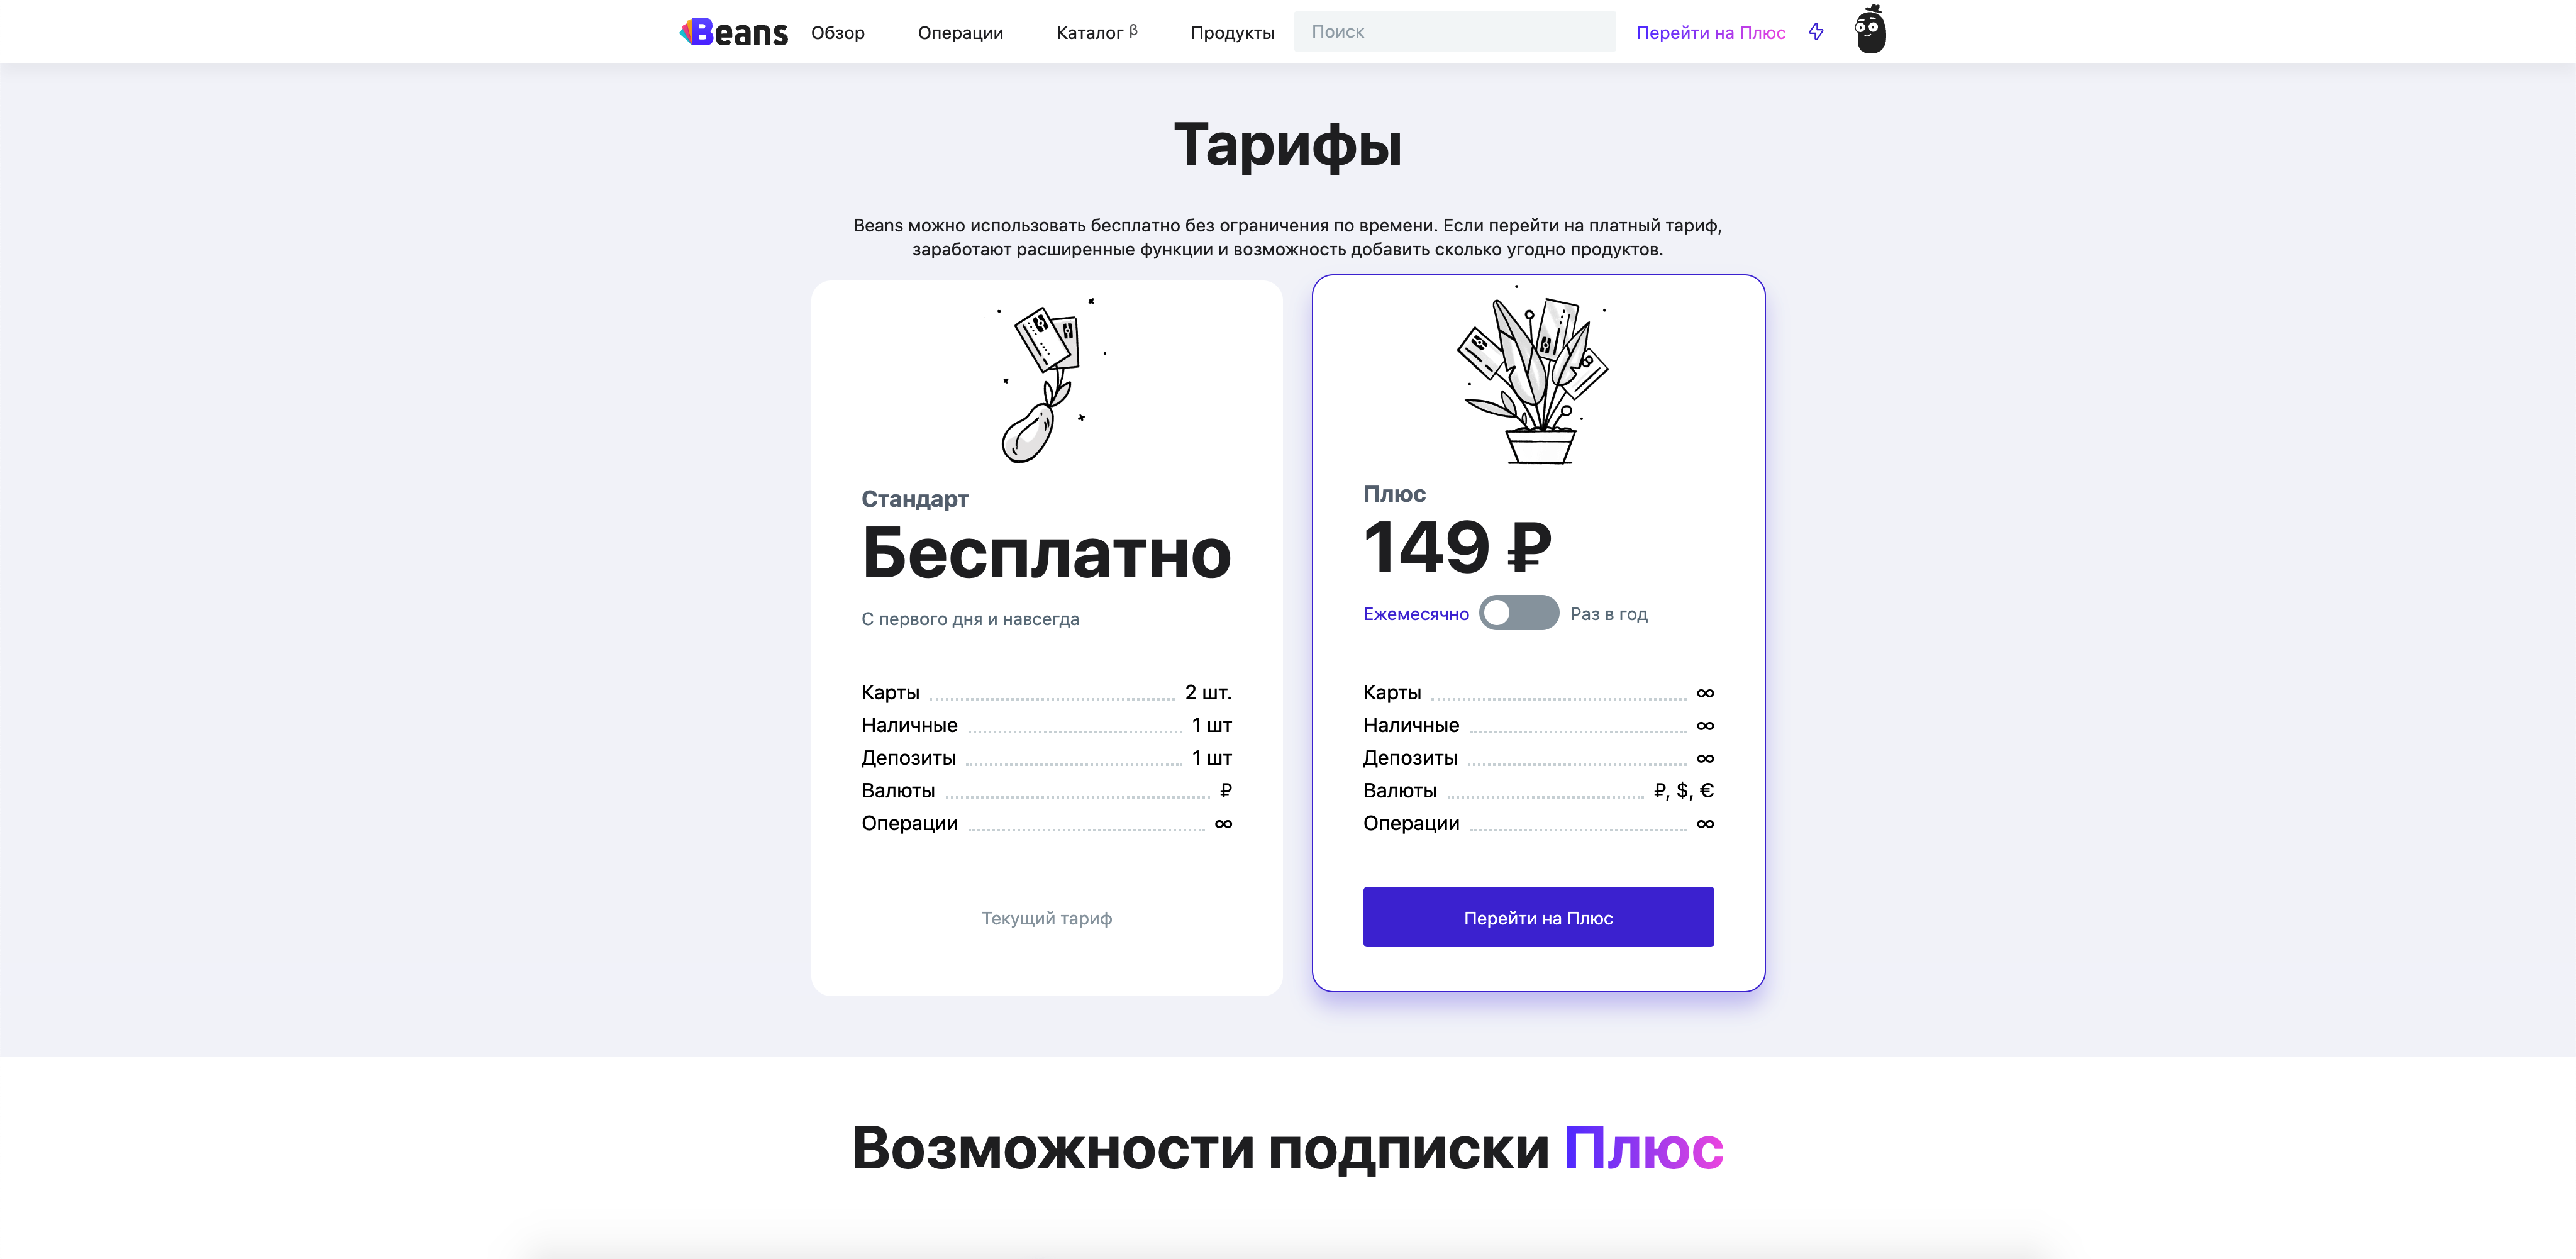 Beans Обзор Операции Каталог β Продукты Поиск Перейти на Плюс
Тарифы
Beans можно использовать бесплатно без ограничения по времени. Если перейти на платный тариф,
заработают расширенные функции и возможность добавить сколько угодно продуктов.
Стандарт
Бесплатно
С первого дня и навсегда
Карты 2 шт.
Наличные 1 шт
Депозиты 1 шт
Валюты ₽
Операции ∞
Текущий тариф
Плюс
149 ₽
Ежемесячно Раз в год
Карты ∞
Наличные ∞
Депозиты ∞
Валюты ₽, $, €
Операции ∞
Перейти на Плюс
Возможности подписки Плюс